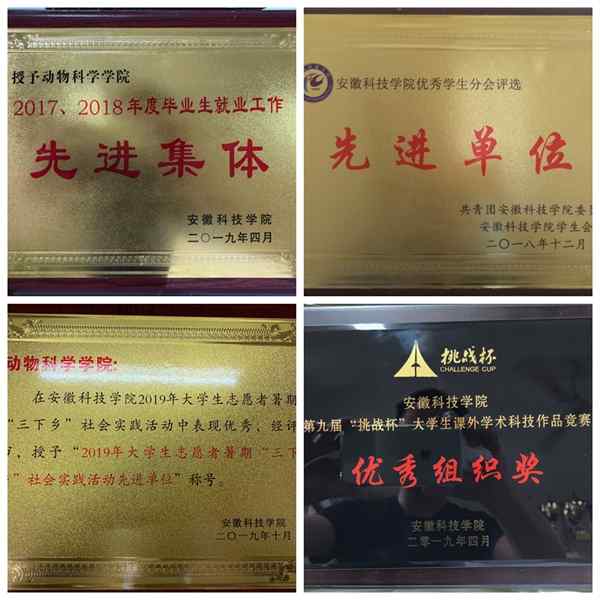 授予动物科学学院
2017、2018年度毕业生就业工作
先进集体
安徽科技学院
二〇一九年四月
安徽科技学院优秀学生分会评选
先进单位
共青团安徽科技学院委
安徽科技学院学生会
二〇一八年十二月
动物科学学院:
在安徽科技学院2019年大学生志愿者暑期
“三下乡”社会实践活动中表现优秀，经评
授予“2019年大学生志愿者暑期“三下
社会实践活动先进单位”称号。
安徽科技学院
二〇一九年十月
挑战杯
CHALLENGE CUP
安徽科技学院
第九届“挑战杯”大学生课外学术科技作品竞赛
优秀组织奖
安徽科技学院
二零一九年四月